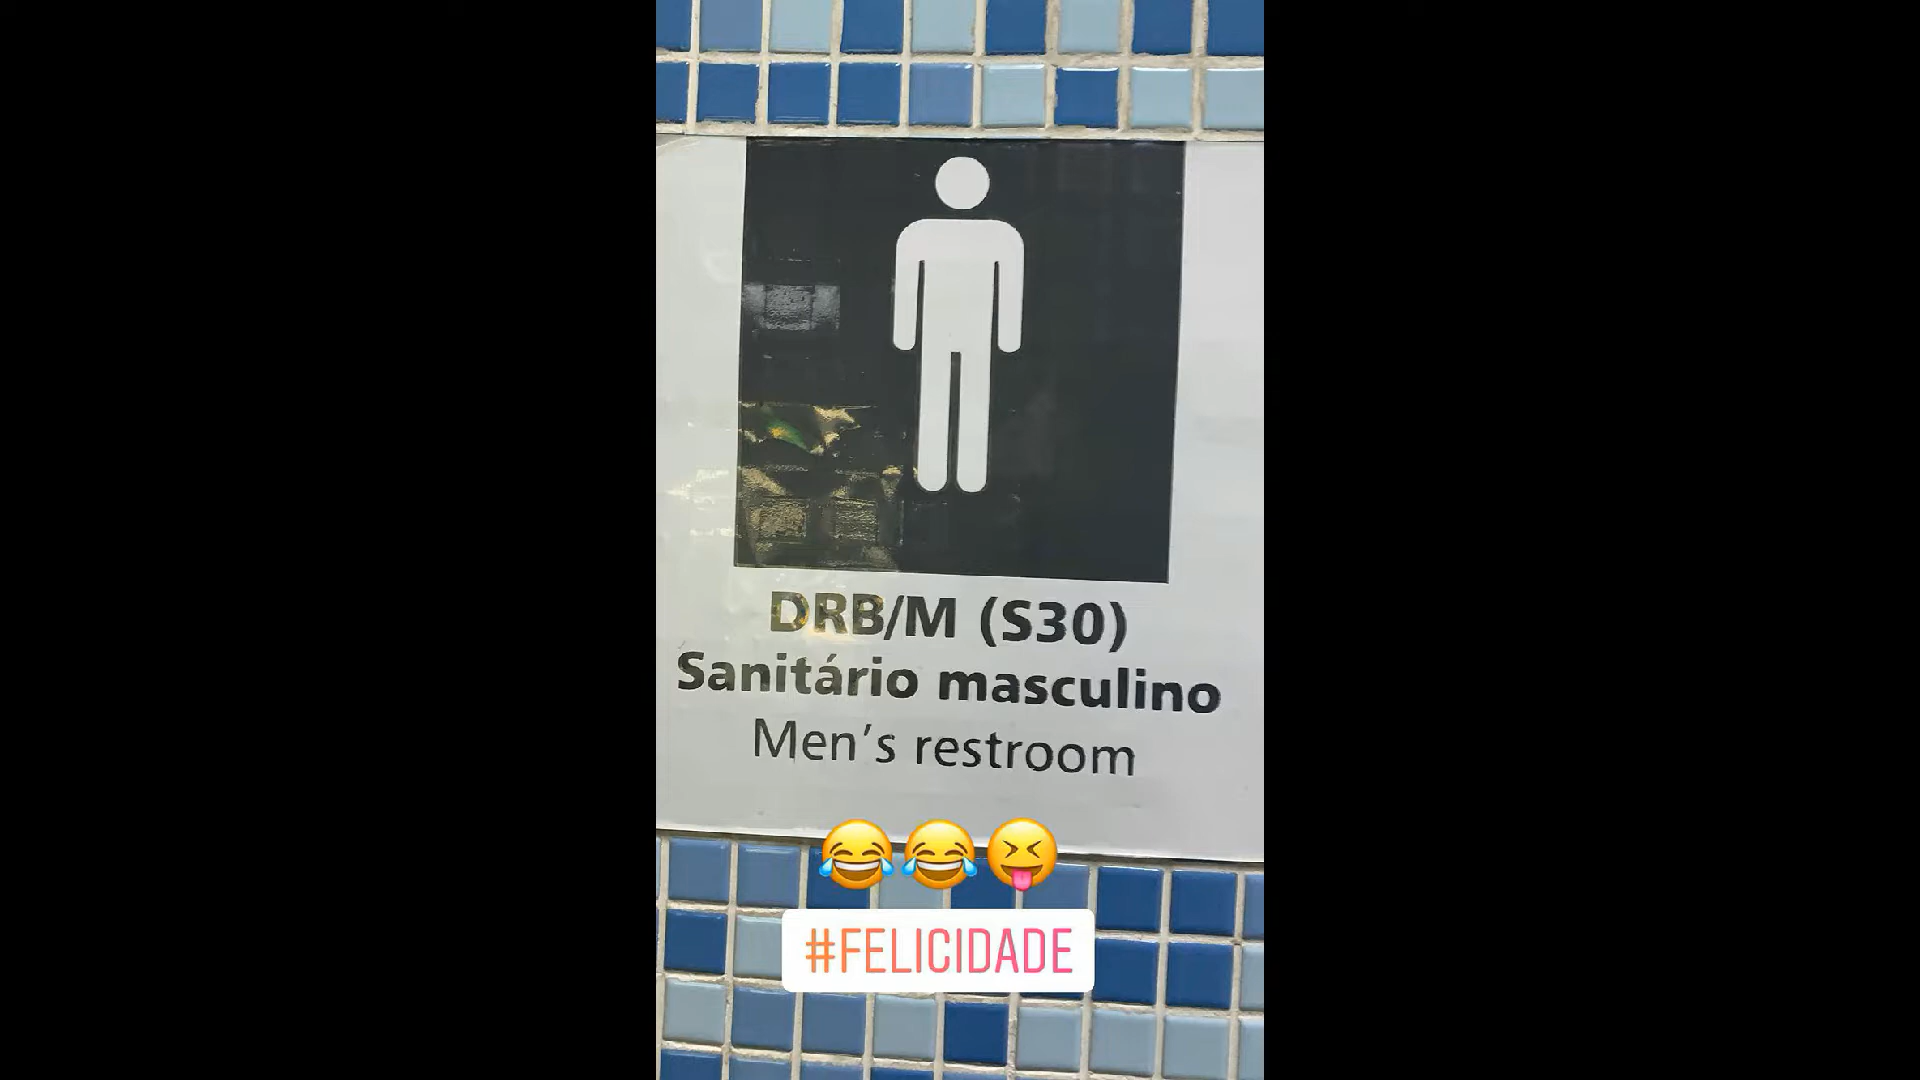 DRB/M (S30)
Sanitário masculino
Men's restroom
#FELICIDADE